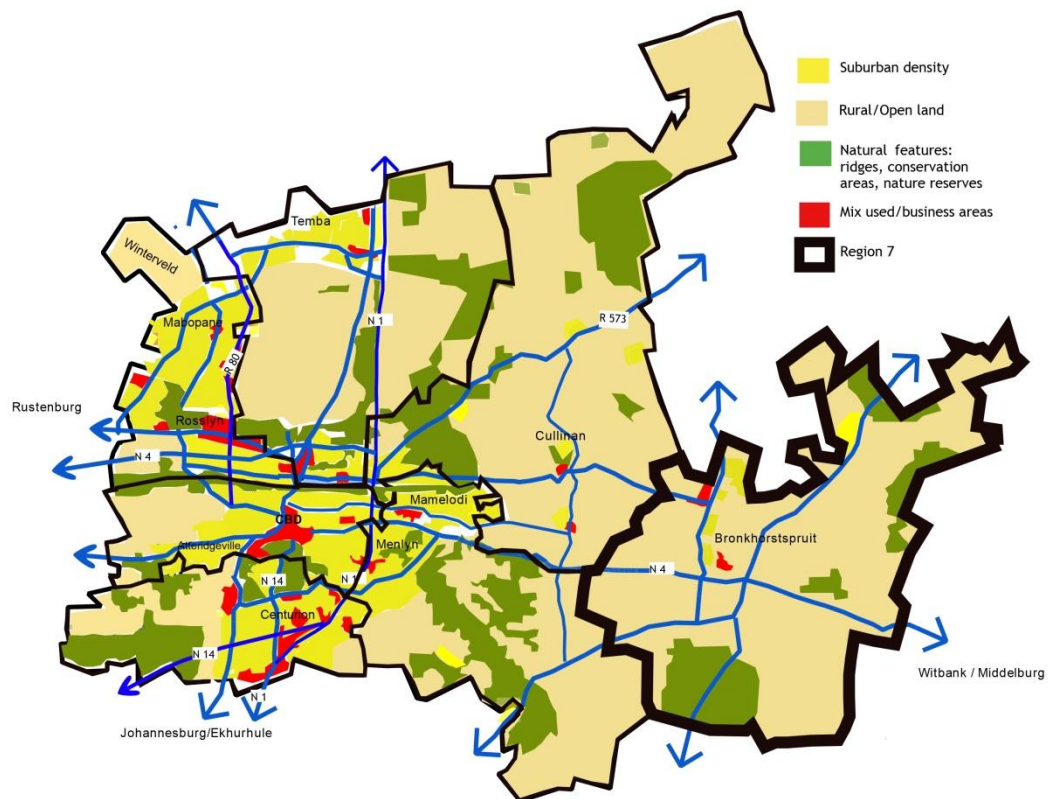 Suburban density
Rural/Open land
Natural features:
ridges, conservation
areas, nature reserves
Mix used/business areas
Region 7
Temba
Winterveld
Mabopane
N 1
R 80
R 573
Rustenburg
Rosslyn
N 4
Cullinan
Mamelodi
CBD
Atteridgeville
Menlyn
Bronkhorstspruit
N 4
N 14
N 1
Centurion
N 14
N 1
Witbank / Middelburg
Johannesburg/Ekhurhule